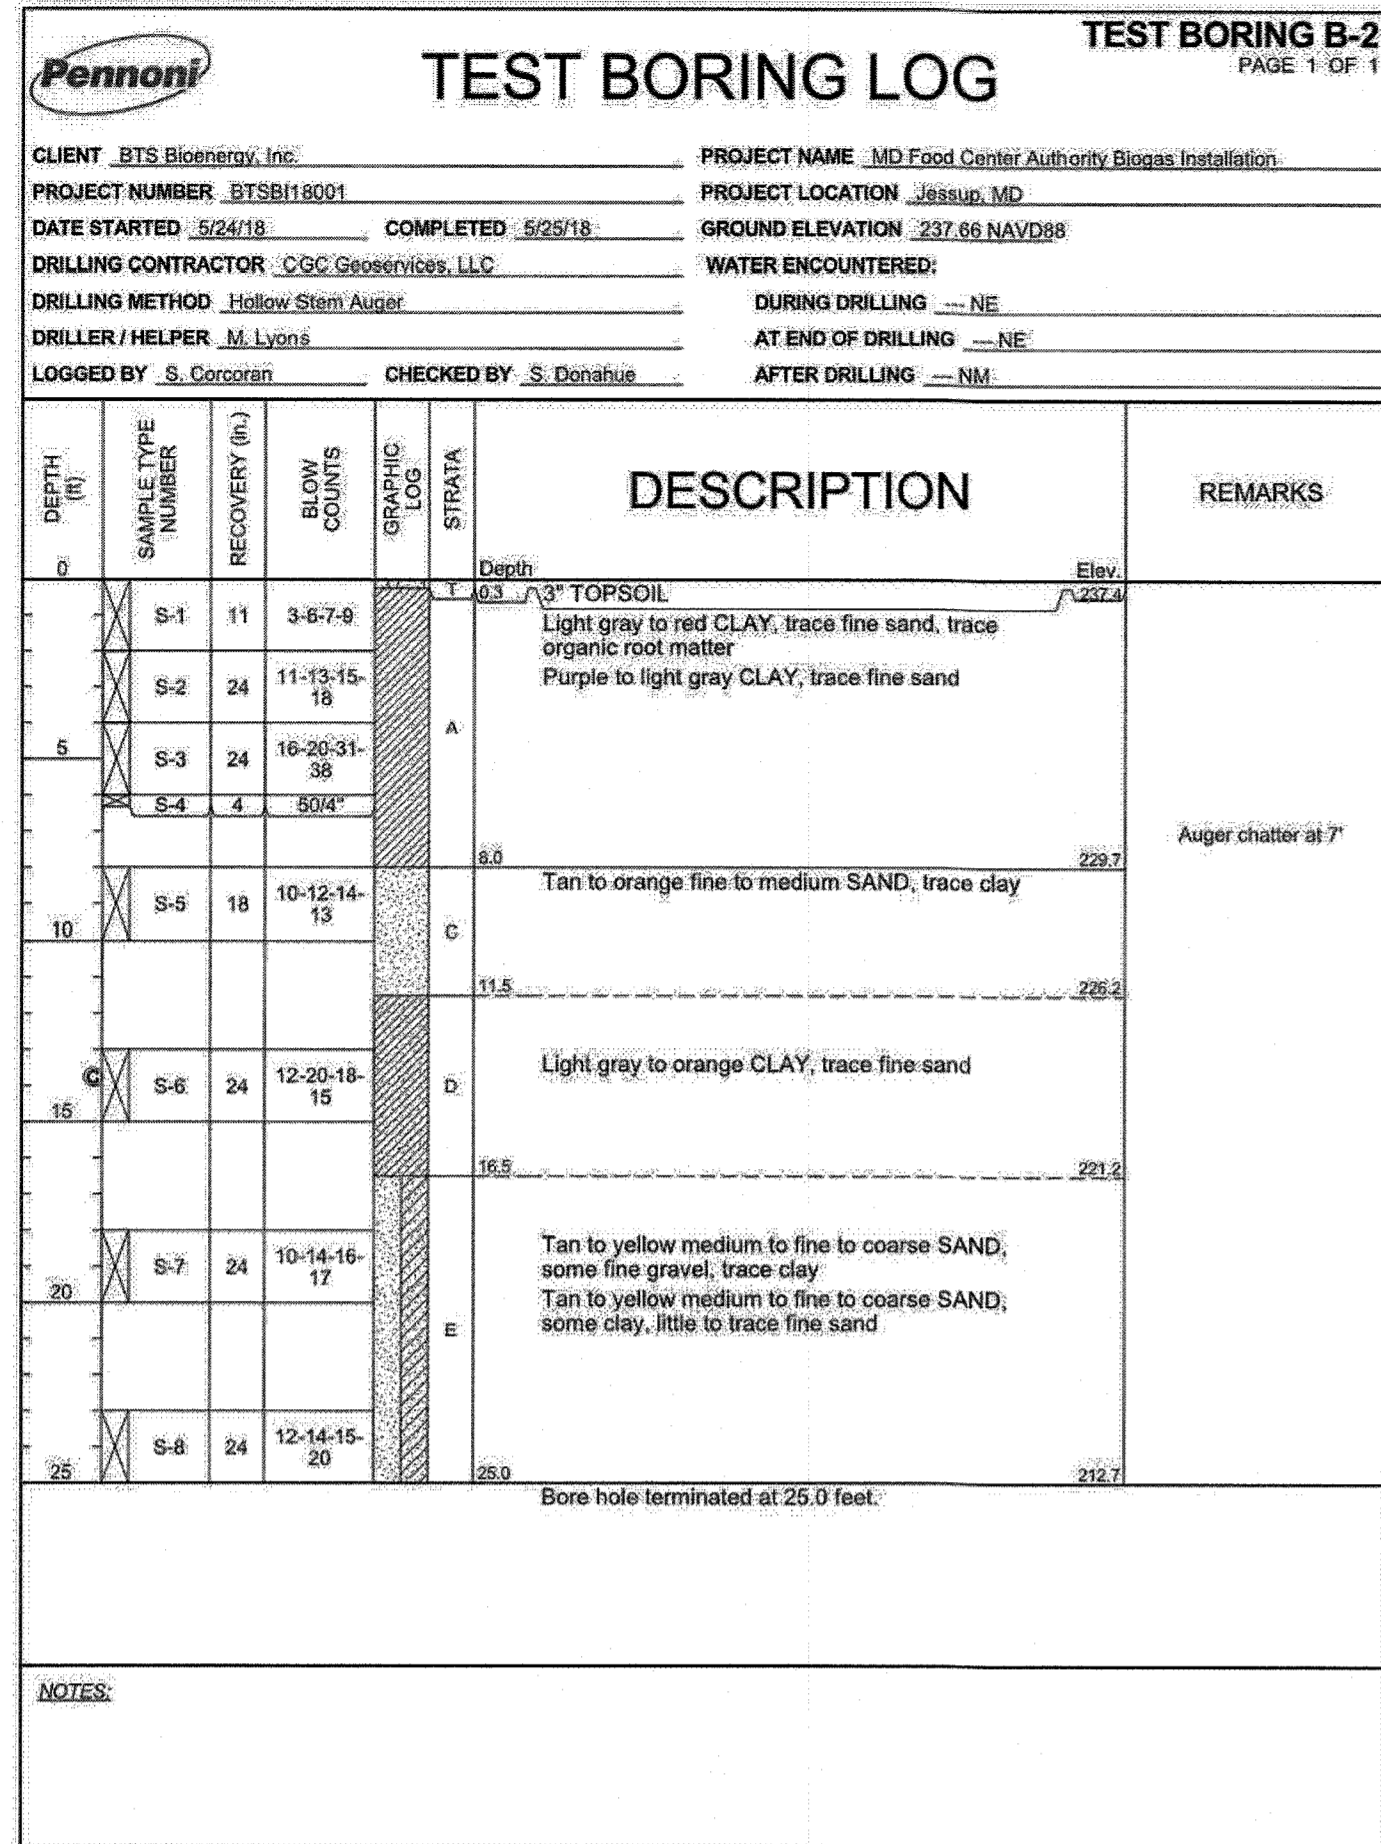 TEST BORING B-2
PAGE 1 OF 1
Pennoni
TEST BORING LOG
CLIENT BTS Bioenergy, Inc.
PROJECT NAME MD Food Center Authority Biogas Installation
PROJECT NUMBER BTSBI18001
PROJECT LOCATION Jessup, MD
DATE STARTED 5/24/18 COMPLETED 5/25/18
GROUND ELEVATION 237.66 NAVD88
DRILLING CONTRACTOR CGC Geoservices, LLC
WATER ENCOUNTERED:
DRILLING METHOD Hollow Stem Auger
DURING DRILLING --- NE
DRILLER / HELPER M. Lyons
AT END OF DRILLING --- NE
LOGGED BY S. Corcoran CHECKED BY S. Donahue
AFTER DRILLING --- NM
DEPTH
(ft)
SAMPLE TYPE
NUMBER
RECOVERY (in.)
BLOW
COUNTS
GRAPHIC
LOG
STRATA
DESCRIPTION
REMARKS
0
Depth Elev.
T 0.3 3" TOPSOIL 237.4
S-1 11 3-6-7-9
Light gray to red CLAY, trace fine sand, trace
organic root matter
S-2 24 11-13-15-
18
Purple to light gray CLAY, trace fine sand
A
5
S-3 24 16-20-31-
38
S-4 4 50/4"
Auger chatter at 7'
8.0 229.7
Tan to orange fine to medium SAND, trace clay
S-5 18 10-12-14-
13
10
C
11.5 226.2
Light gray to orange CLAY, trace fine sand
C
S-6 24 12-20-18-
15
D
15
16.5 221.2
Tan to yellow medium to fine to coarse SAND,
some fine gravel, trace clay
S-7 24 10-14-16-
17
20
Tan to yellow medium to fine to coarse SAND,
some clay, little to trace fine sand
E
S-8 24 12-14-15-
20
25
25.0 212.7
Bore hole terminated at 25.0 feet.
NOTES: